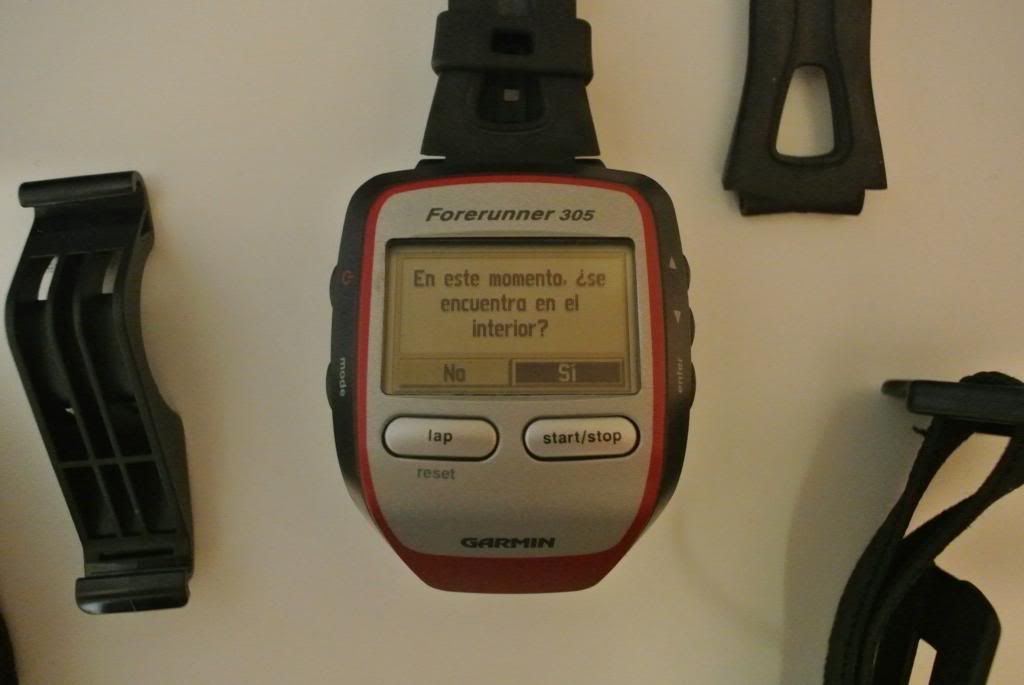 Forerunner 305
En este momento, ¿se
encuentra en el
interior?
No Sí
mode
enter
lap start/stop
reset
GARMIN